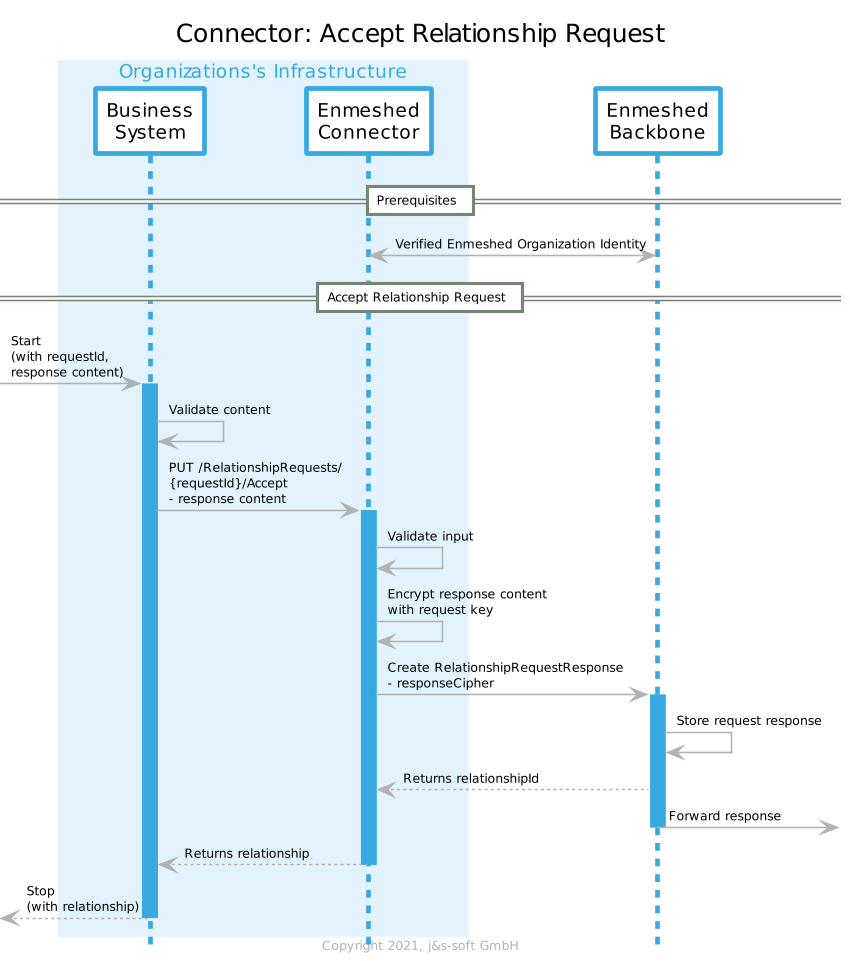 Connector: Accept Relationship Request
Organizations's Infrastructure
Business
System
Enmeshed
Connector
Enmeshed
Backbone
Prerequisites
Verified Enmeshed Organization Identity
Accept Relationship Request
Start
(with requestId,
response content)
Validate content
PUT /RelationshipRequests/
{requestId}/Accept
- response content
Validate input
Encrypt response content
with request key
Create RelationshipRequestResponse
- responseCipher
Store request response
Returns relationshipId
Forward response
Returns relationship
Stop
(with relationship)
Copyright 2021, j&s-soft GmbH